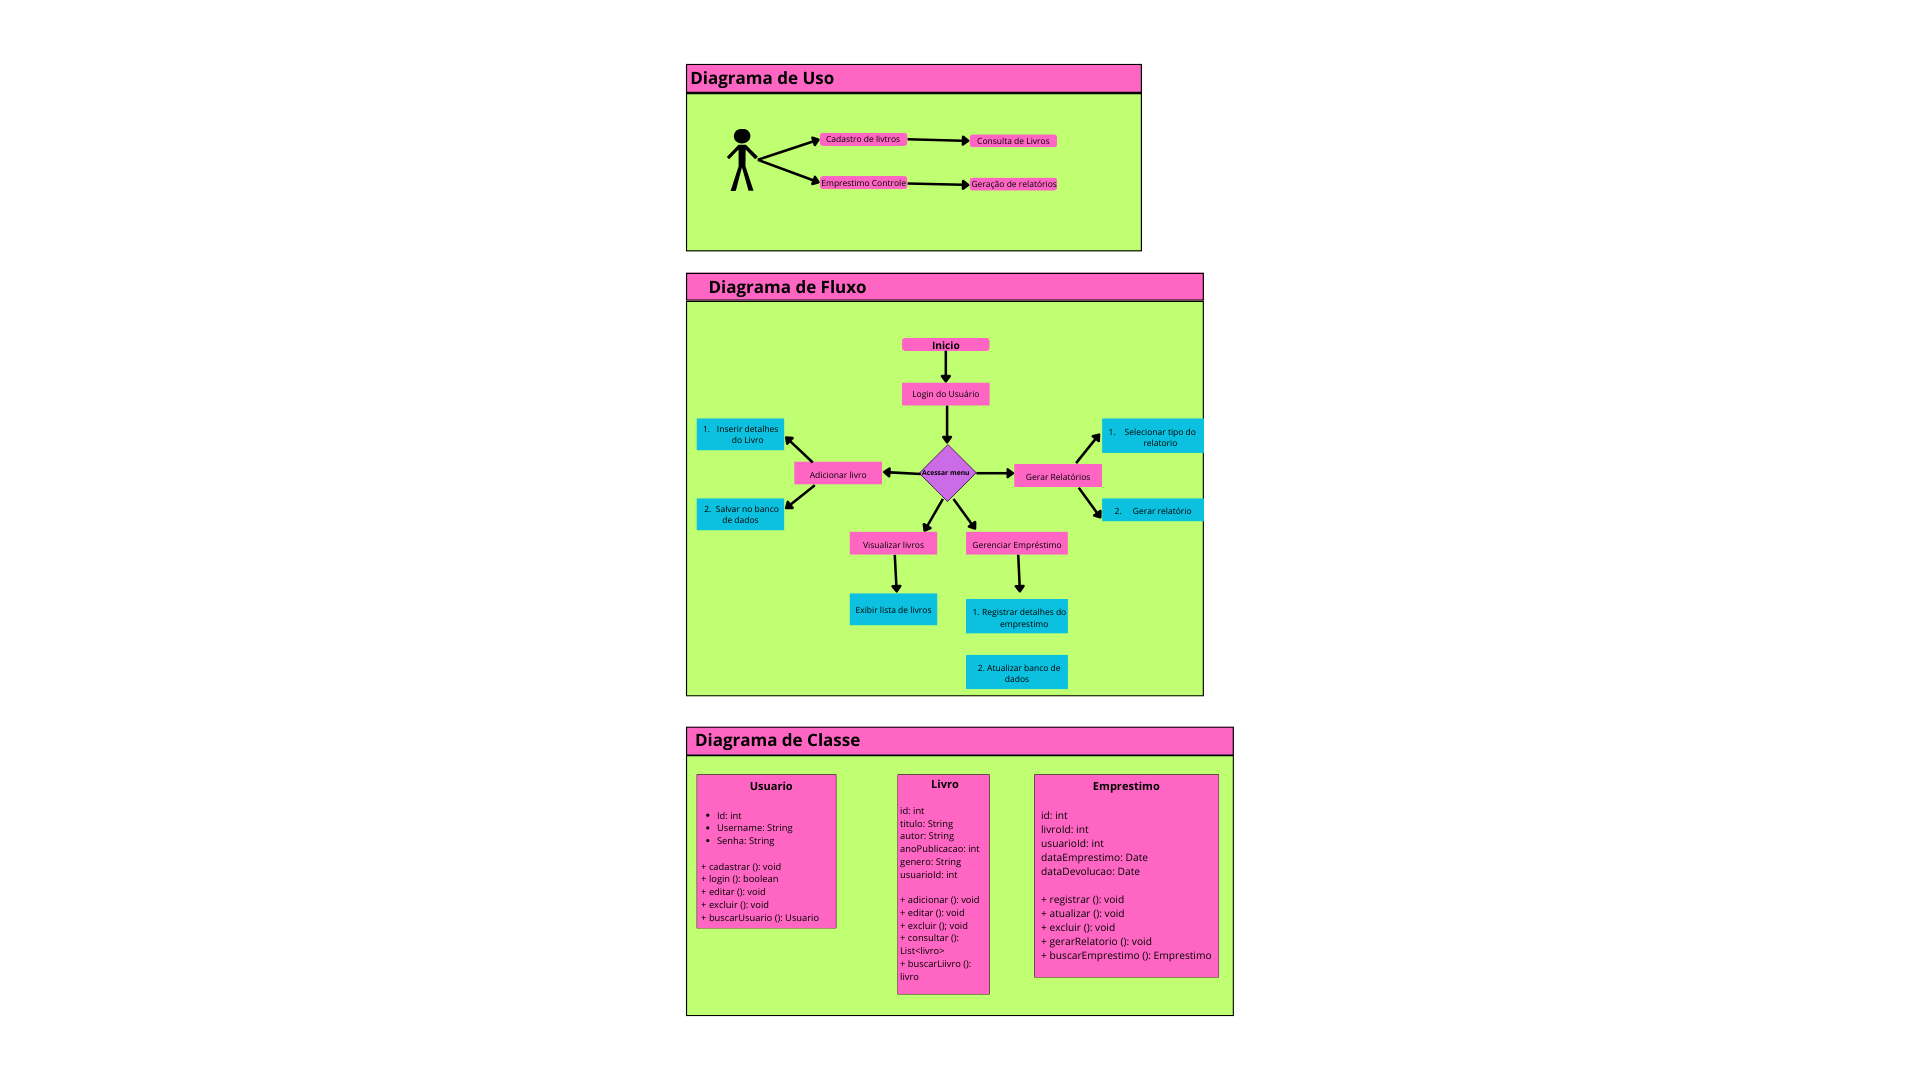 Diagrama de Uso
Cadastro de livtros
Consulta de Livros
Emprestimo Controle
Geração de relatórios
Diagrama de Fluxo
Inicio
Login do Usuário
1. Inserir detalhes
do Livro
1. Selecionar tipo do
relatorio
Adicionar livro
Acessar menu
Gerar Relatórios
2. Salvar no banco
de dados
2. Gerar relatório
Visualizar livros
Gerenciar Empréstimo
Exibir lista de livros
1. Registrar detalhes do
emprestimo
2. Atualizar banco de
dados
Diagrama de Classe
Usuario
• Id: int
• Username: String
• Senha: String
+ cadastrar (): void
+ login (): boolean
+ editar (): void
+ excluir (): void
+ buscarUsuario (): Usuario
Livro
id: int
titulo: String
autor: String
anoPublicacao: int
genero: String
usuarioId: int
+ adicionar (): void
+ editar (): void
+ excluir (); void
+ consultar ():
List<livro>
+ buscarLiivro ():
livro
Emprestimo
id: int
livroId: int
usuarioId: int
dataEmprestimo: Date
dataDevolucao: Date
+ registrar (): void
+ atualizar (): void
+ excluir (): void
+ gerarRelatorio (): void
+ buscarEmprestimo (): Emprestimo